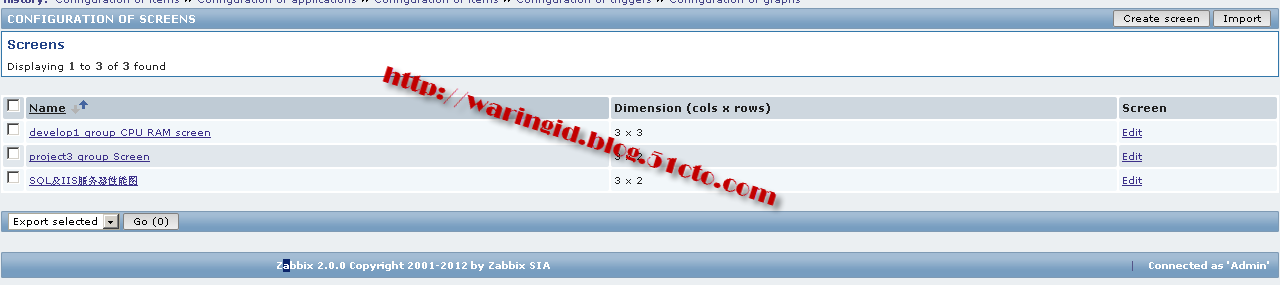 History: Configuration of items » Configuration of applications » Configuration of items » Configuration of triggers » Configuration of graphs
CONFIGURATION OF SCREENS Create screen Import
Screens
Displaying 1 to 3 of 3 found
Name Dimension (cols x rows) Screen
develop1 group CPU RAM screen 3 x 3 Edit
project3 group Screen 3 x 2 Edit
SQL&IIS服务器性能图 3 x 2 Edit
http://waringid.blog.51cto.com
Export selected Go (0)
Zabbix 2.0.0 Copyright 2001-2012 by Zabbix SIA | Connected as 'Admin'